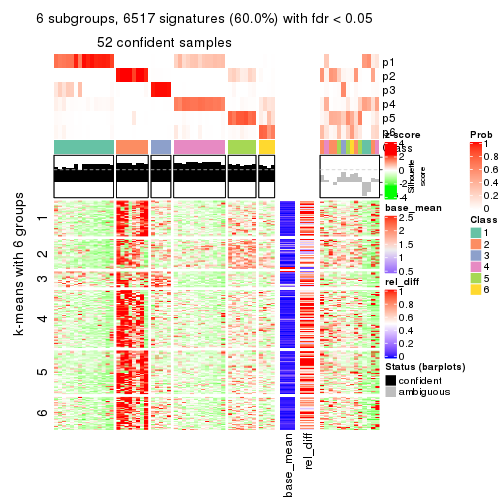 6 subgroups, 6517 signatures (60.0%) with fdr < 0.05
52 confident samples
p1
p2
p3
p4
p5
p6
Class
Silhouette
score
k-means with 6 groups
1
2
3
4
5
6
base_mean
rel_diff
z-score
4
2
0
-2
-4
base_mean
2.5
2
1.5
1
0.5
rel_diff
0.8
0.6
0.4
0.2
0
Status (barplots)
confident
ambiguous
Prob
1
0.8
0.6
0.4
0.2
0
Class
1
2
3
4
5
6